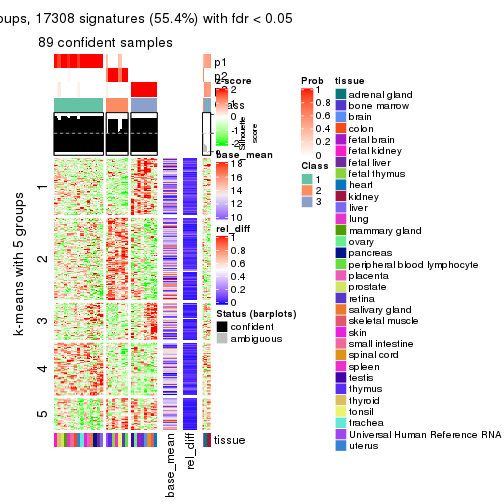 oups, 17308 signatures (55.4%) with fdr < 0.05
89 confident samples
p1
p2
z-score
2
1
-2
Class
Silhouette
score
base_mean
18
16
14
12
10
rel_diff
1
0.8
0.6
0.4
0.2
0
Status (barplots)
confident
ambiguous
k-means with 5 groups
1
2
3
4
5
tissue
base_mean
rel_diff
Prob
1
0.8
0.6
0.4
0.2
0
Class
1
2
3
tissue
adrenal gland
bone marrow
brain
colon
fetal brain
fetal kidney
fetal liver
fetal thymus
heart
kidney
liver
lung
mammary gland
ovary
pancreas
peripheral blood lymphocyte
placenta
prostate
retina
salivary gland
skeletal muscle
skin
small intestine
spinal cord
spleen
testis
thymus
thyroid
tonsil
trachea
Universal Human Reference RNA
uterus